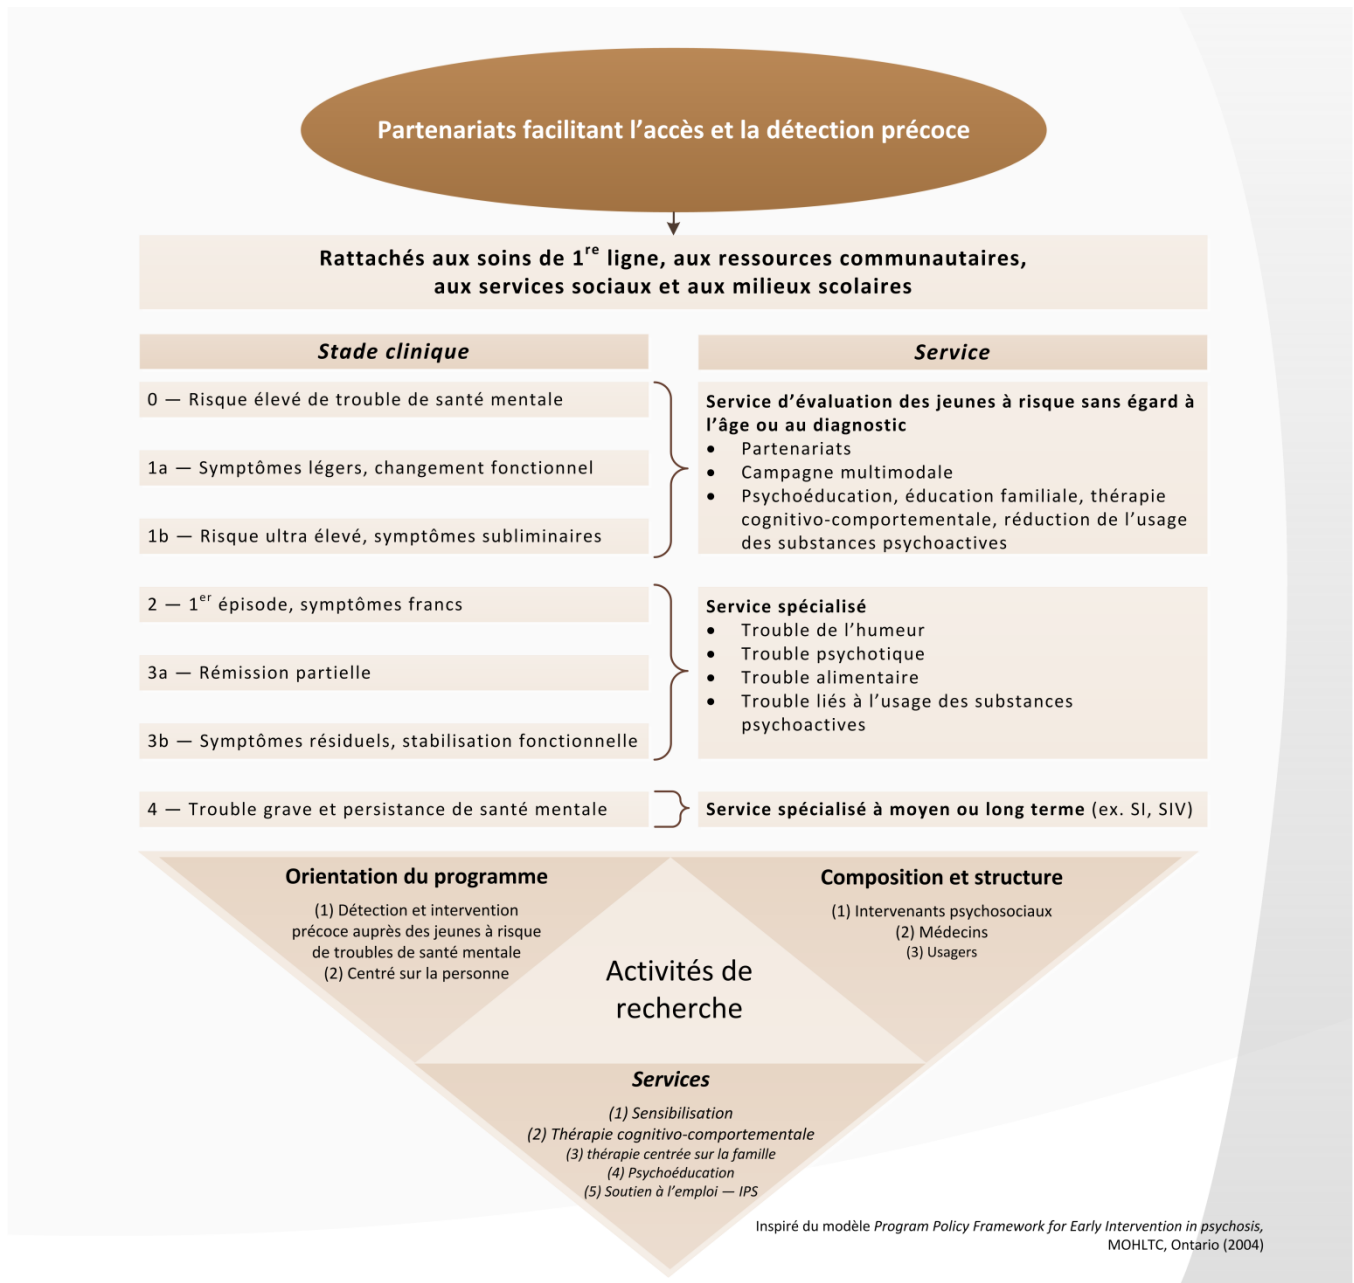 Partenariats facilitant l’accès et la détection précoce
Rattachés aux soins de 1re ligne, aux ressources communautaires,
aux services sociaux et aux milieux scolaires
Stade clinique
0 — Risque élevé de trouble de santé mentale
1a — Symptômes légers, changement fonctionnel
1b — Risque ultra élevé, symptômes subliminaires
2 — 1er épisode, symptômes francs
3a — Rémission partielle
3b — Symptômes résiduels, stabilisation fonctionnelle
4 — Trouble grave et persistance de santé mentale
Service
Service d’évaluation des jeunes à risque sans égard à
l’âge ou au diagnostic
• Partenariats
• Campagne multimodale
• Psychoéducation, éducation familiale, thérapie
cognitivo-comportementale, réduction de l’usage
des substances psychoactives
Service spécialisé
• Trouble de l’humeur
• Trouble psychotique
• Trouble alimentaire
• Trouble liés à l’usage des substances
psychoactives
Service spécialisé à moyen ou long terme (ex. SI, SIV)
Orientation du programme
(1) Détection et intervention
précoce auprès des jeunes à risque
de troubles de santé mentale
(2) Centré sur la personne
Composition et structure
(1) Intervenants psychosociaux
(2) Médecins
(3) Usagers
Activités de
recherche
Services
(1) Sensibilisation
(2) Thérapie cognitivo-comportementale
(3) thérapie centrée sur la famille
(4) Psychoéducation
(5) Soutien à l’emploi — IPS
Inspiré du modèle Program Policy Framework for Early Intervention in psychosis,
MOHLTC, Ontario (2004)